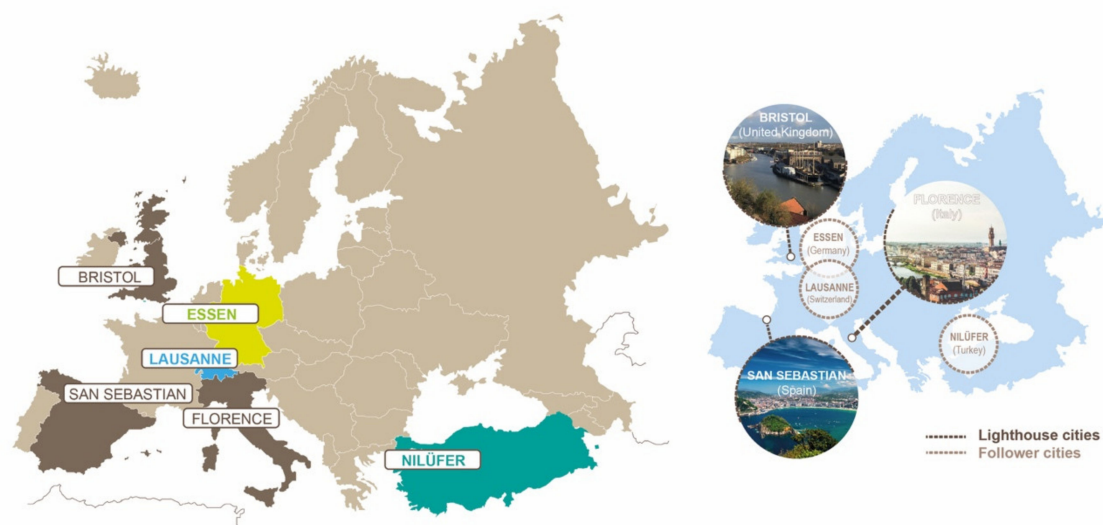 BRISTOL
ESSEN
LAUSANNE
SAN SEBASTIAN
FLORENCE
NILÜFER
BRISTOL
(United Kingdom)
FLORENCE
(Italy)
ESSEN
(Germany)
LAUSANNE
(Switzerland)
NILÜFER
(Turkey)
SAN SEBASTIAN
(Spain)
Lighthouse cities
Follower cities